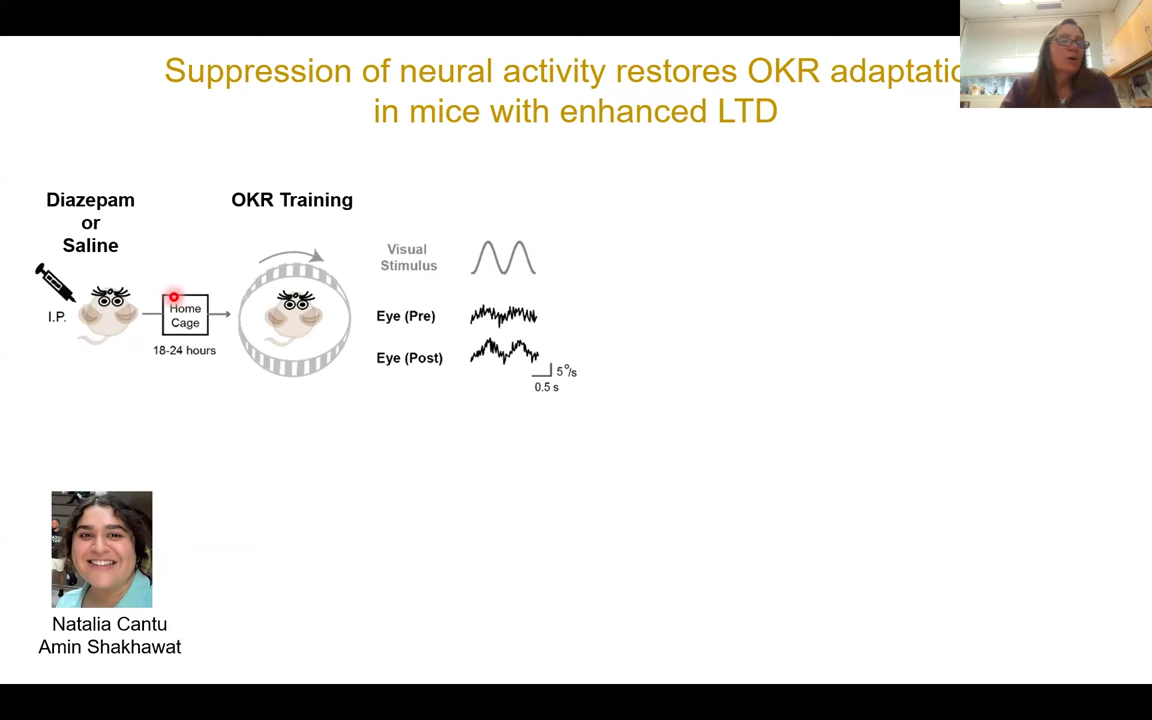 Suppression of neural activity restores OKR adaptatio
in mice with enhanced LTD
Diazepam
or
Saline
OKR Training
I.P.
Home
Cage
18-24 hours
Visual
Stimulus
Eye (Pre)
Eye (Post)
5°/s
0.5 s
Natalia Cantu
Amin Shakhawat